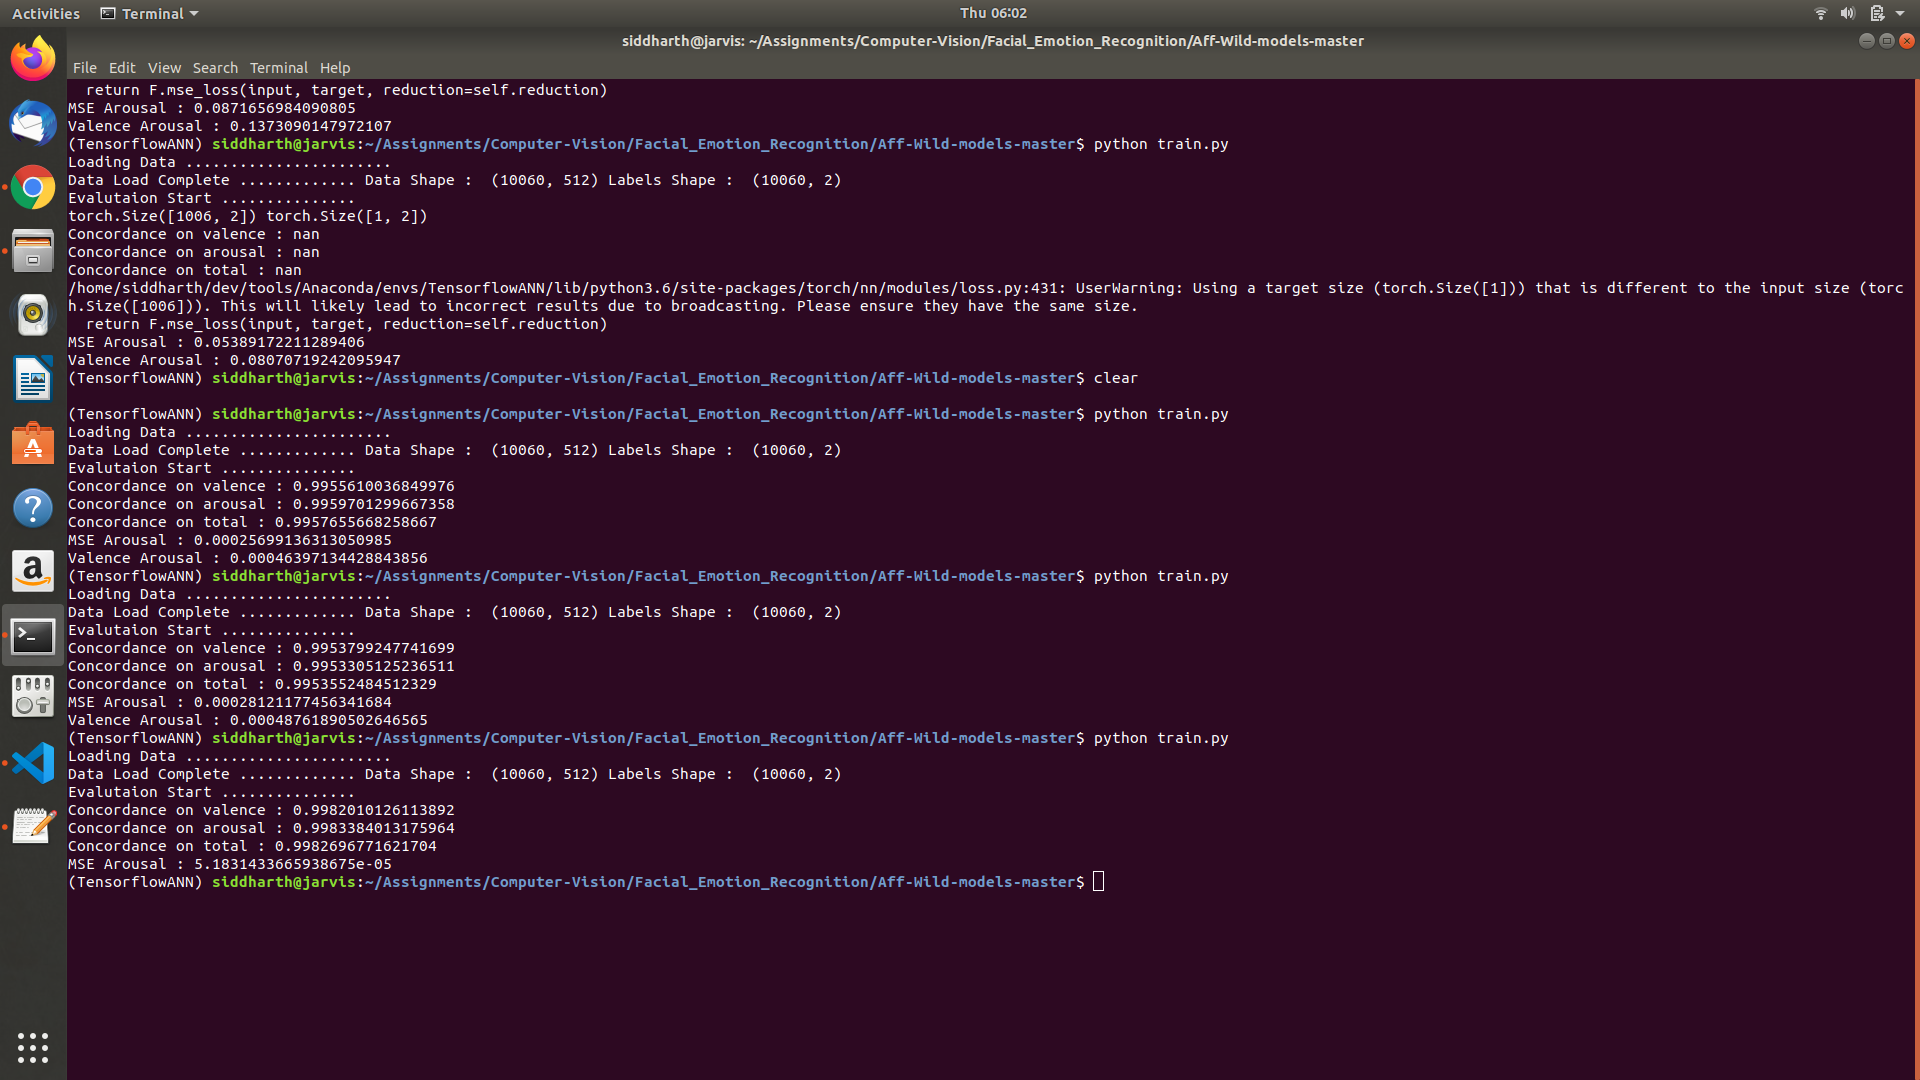 Activities
Terminal
Thu 06:02
siddharth@jarvis: ~/Assignments/Computer-Vision/Facial_Emotion_Recognition/Aff-Wild-models-master
File Edit View Search Terminal Help
  return F.mse_loss(input, target, reduction=self.reduction)
MSE Arousal : 0.0871656984090805
Valence Arousal : 0.1373090147972107
(TensorflowANN) siddharth@jarvis:~/Assignments/Computer-Vision/Facial_Emotion_Recognition/Aff-Wild-models-master$ python train.py
Loading Data .......................
Data Load Complete ............. Data Shape :  (10060, 512) Labels Shape :  (10060, 2)
Evalutaion Start ...............
torch.Size([1006, 2]) torch.Size([1, 2])
Concordance on valence : nan
Concordance on arousal : nan
Concordance on total : nan
/home/siddharth/dev/tools/Anaconda/envs/TensorflowANN/lib/python3.6/site-packages/torch/nn/modules/loss.py:431: UserWarning: Using a target size (torch.Size([1])) that is different to the input size (torc
h.Size([1006])). This will likely lead to incorrect results due to broadcasting. Please ensure they have the same size.
  return F.mse_loss(input, target, reduction=self.reduction)
MSE Arousal : 0.05389172211289406
Valence Arousal : 0.08070719242095947
(TensorflowANN) siddharth@jarvis:~/Assignments/Computer-Vision/Facial_Emotion_Recognition/Aff-Wild-models-master$ clear
(TensorflowANN) siddharth@jarvis:~/Assignments/Computer-Vision/Facial_Emotion_Recognition/Aff-Wild-models-master$ python train.py
Loading Data .......................
Data Load Complete ............. Data Shape :  (10060, 512) Labels Shape :  (10060, 2)
Evalutaion Start ...............
Concordance on valence : 0.9955610036849976
Concordance on arousal : 0.9959701299667358
Concordance on total : 0.9957655668258667
MSE Arousal : 0.00025699136313050985
Valence Arousal : 0.00046397134428843856
(TensorflowANN) siddharth@jarvis:~/Assignments/Computer-Vision/Facial_Emotion_Recognition/Aff-Wild-models-master$ python train.py
Loading Data .......................
Data Load Complete ............. Data Shape :  (10060, 512) Labels Shape :  (10060, 2)
Evalutaion Start ...............
Concordance on valence : 0.9953799247741699
Concordance on arousal : 0.9953305125236511
Concordance on total : 0.9953552484512329
MSE Arousal : 0.00028121177456341684
Valence Arousal : 0.00048761890502646565
(TensorflowANN) siddharth@jarvis:~/Assignments/Computer-Vision/Facial_Emotion_Recognition/Aff-Wild-models-master$ python train.py
Loading Data .......................
Data Load Complete ............. Data Shape :  (10060, 512) Labels Shape :  (10060, 2)
Evalutaion Start ...............
Concordance on valence : 0.9982010126113892
Concordance on arousal : 0.9983384013175964
Concordance on total : 0.9982696771621704
MSE Arousal : 5.1831433665938675e-05
(TensorflowANN) siddharth@jarvis:~/Assignments/Computer-Vision/Facial_Emotion_Recognition/Aff-Wild-models-master$